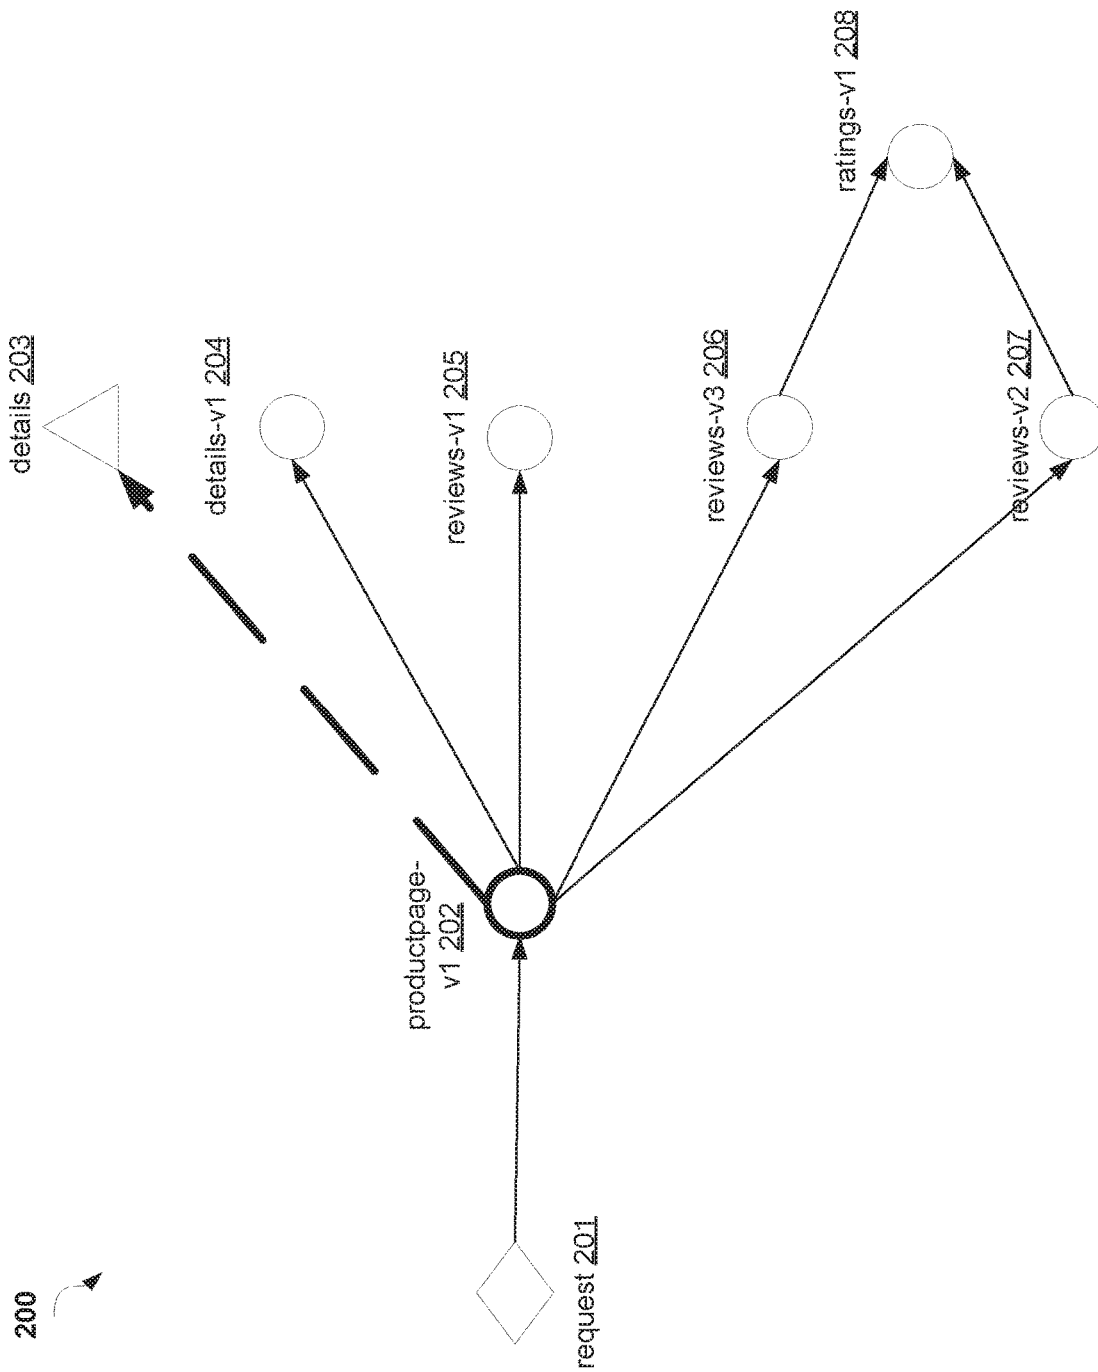 200
request 201
productpage-
v1 202
details 203
details-v1 204
reviews-v1 205
reviews-v3 206
reviews-v2 207
ratings-v1 208